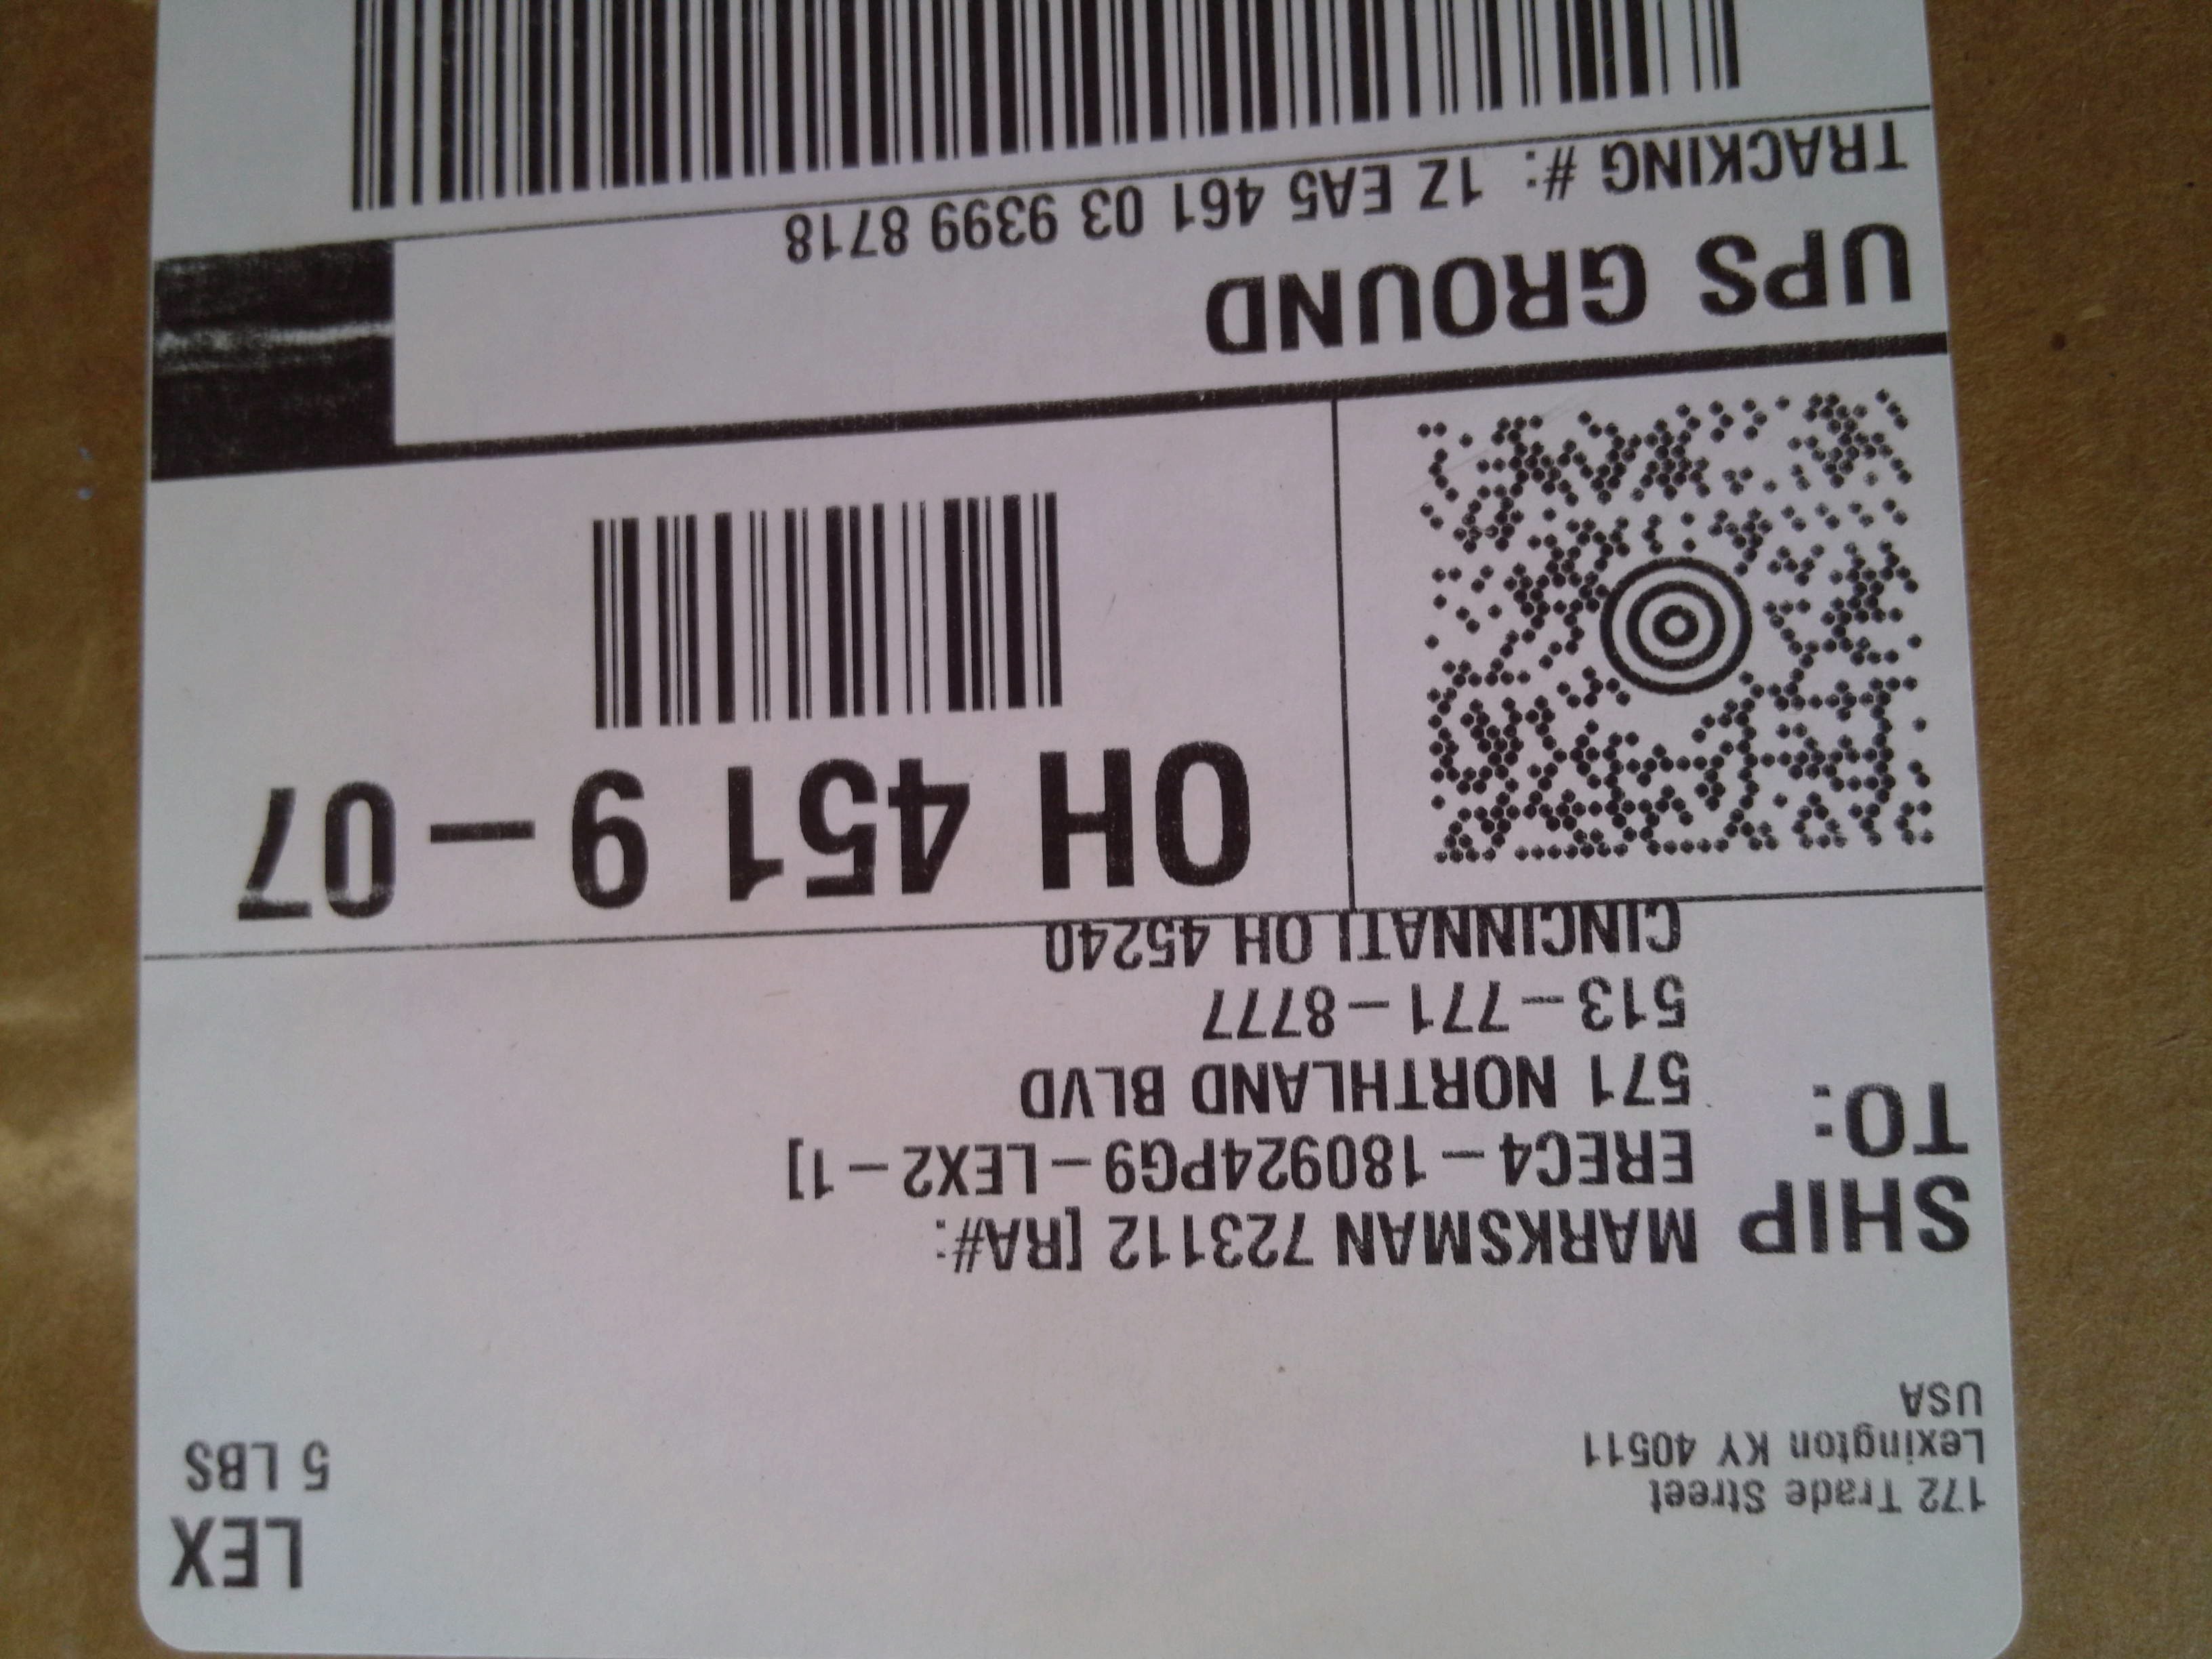 LEX
5 LBS
172 Trade Street
Lexington KY 40511
USA
SHIP
TO:
MARKSMAN 723112 [RA#:
EREC4-180924PG9-LEX2-1]
571 NORTHLAND BLVD
513-771-8777
CINCINNATI OH 45240
OH 451 9-07
UPS GROUND
TRACKING #: 1Z EA5 461 03 9399 8718